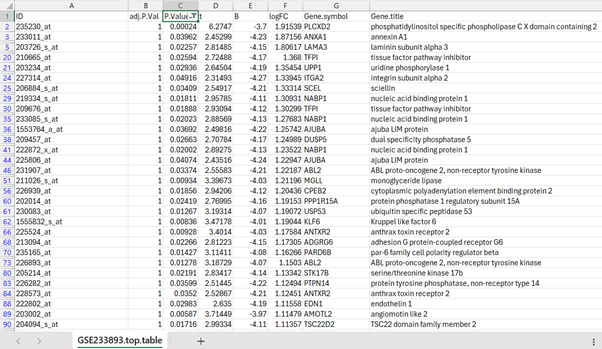 A B C D E F G H
1 ID adj.P.Val P.Value t B logFC Gene.symbol Gene.title
2 235230_at 1 0.00024 6.2747 -3.7 1.91539 PLCXD2 phosphatidylinositol specific phospholipase C X domain containing 2
3 233011_at 1 0.03962 2.45299 -4.23 1.87156 ANXA1 annexin A1
5 203726_s_at 1 0.02257 2.81485 -4.15 1.80617 LAMA3 laminin subunit alpha 3
20 210665_at 1 0.02594 2.72488 -4.17 1.368 TFPI tissue factor pathway inhibitor
21 203234_at 1 0.02936 2.64504 -4.19 1.35454 UPP1 uridine phosphorylase 1
24 227314_at 1 0.04916 2.31493 -4.27 1.33945 ITGA2 integrin subunit alpha 2
25 206884_s_at 1 0.03409 2.54917 -4.21 1.33314 SCEL sciellin
29 219334_s_at 1 0.01811 2.95785 -4.11 1.30931 NABP1 nucleic acid binding protein 1
30 209676_at 1 0.01888 2.93094 -4.12 1.30299 TFPI tissue factor pathway inhibitor
35 233085_s_at 1 0.02023 2.88569 -4.13 1.27683 NABP1 nucleic acid binding protein 1
36 1553764_a_at 1 0.03692 2.49816 -4.22 1.25742 AJUBA ajuba LIM protein
38 209457_at 1 0.02663 2.70784 -4.17 1.24989 DUSP5 dual specificity phosphatase 5
41 222872_x_at 1 0.02002 2.89275 -4.13 1.23522 NABP1 nucleic acid binding protein 1
44 225806_at 1 0.04074 2.43516 -4.24 1.22947 AJUBA ajuba LIM protein
46 231907_at 1 0.03374 2.55583 -4.21 1.22187 ABL2 ABL proto-oncogene 2, non-receptor tyrosine kinase
51 211026_s_at 1 0.00934 3.39673 -4.03 1.21196 MGLL monoglyceride lipase
56 226939_at 1 0.01856 2.94206 -4.12 1.20436 CPEB2 cytoplasmic polyadenylation element binding protein 2
60 202014_at 1 0.02419 2.76995 -4.16 1.19153 PPP1R15A protein phosphatase 1 regulatory subunit 15A
61 230083_at 1 0.01267 3.19314 -4.07 1.19072 USP53 ubiquitin specific peptidase 53
62 1555832_s_at 1 0.00836 3.47178 -4.01 1.19044 KLF6 Kruppel like factor 6
66 225524_at 1 0.00928 3.4014 -4.03 1.17584 ANTXR2 anthrax toxin receptor 2
68 213094_at 1 0.02266 2.81223 -4.15 1.17305 ADGRG6 adhesion G protein-coupled receptor G6
70 235165_at 1 0.01427 3.11411 -4.08 1.16266 PARD6B par-6 family cell polarity regulator beta
73 226893_at 1 0.01278 3.18729 -4.07 1.1503 ABL2 ABL proto-oncogene 2, non-receptor tyrosine kinase
80 205214_at 1 0.02191 2.83417 -4.14 1.13342 STK17B serine/threonine kinase 17b
83 226282_at 1 0.03599 2.51445 -4.22 1.12494 PTPN14 protein tyrosine phosphatase, non-receptor type 14
84 228573_at 1 0.0352 2.52867 -4.21 1.12451 ANTXR2 anthrax toxin receptor 2
88 222802_at 1 0.02983 2.635 -4.19 1.11558 EDN1 endothelin 1
89 203002_at 1 0.00587 3.71449 -3.97 1.11479 AMOTL2 angiomotin like 2
90 204094_s_at 1 0.01716 2.99334 -4.11 1.11357 TSC22D2 TSC22 domain family member 2
GSE233893.top.table +